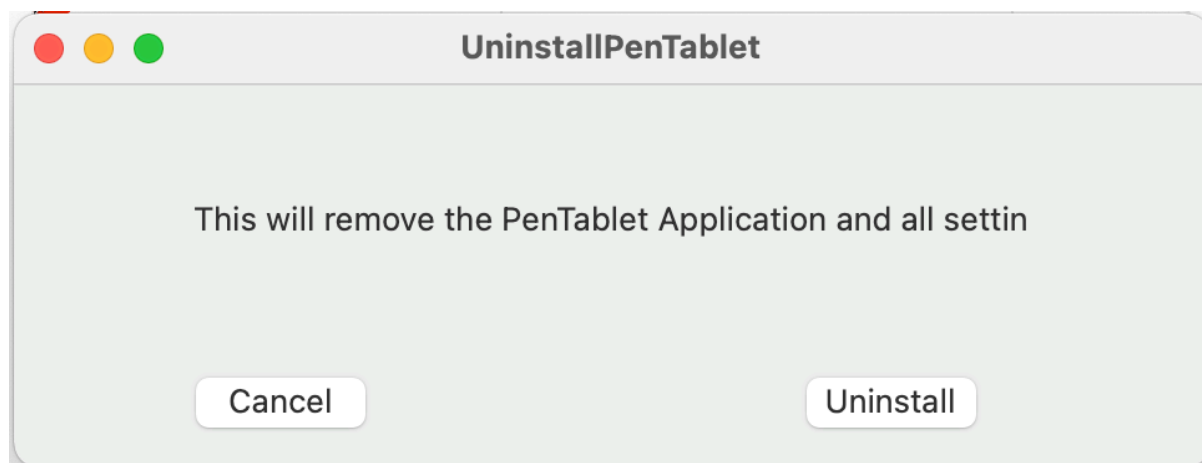 UninstallPenTablet
This will remove the PenTablet Application and all settin
Cancel
Uninstall